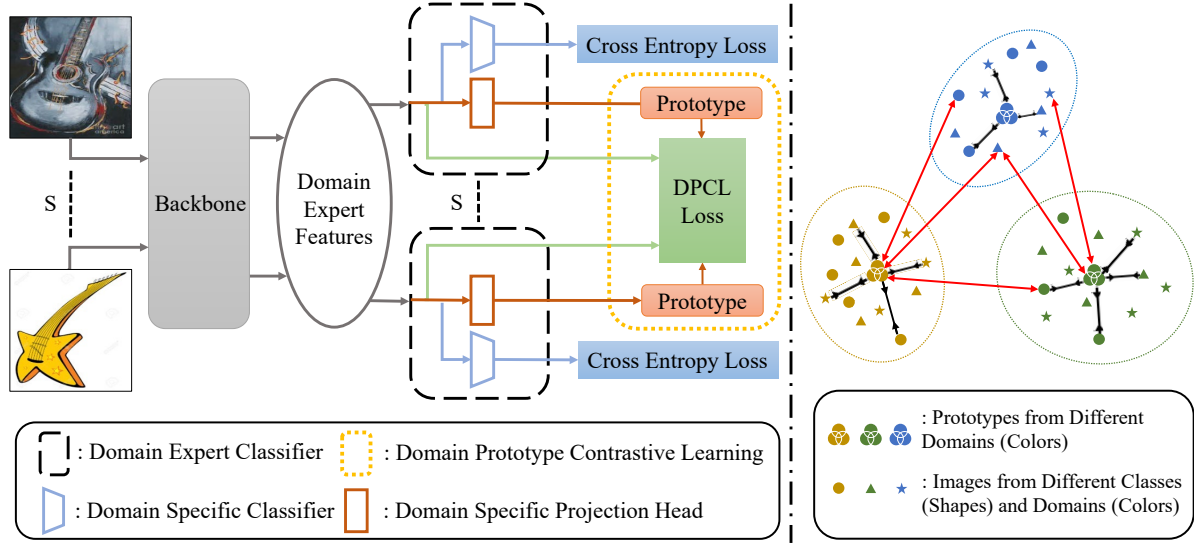 Cross Entropy Loss
Prototype
S
Backbone
Domain
Expert
Features
S
DPCL
Loss
Prototype
Cross Entropy Loss
: Domain Expert Classifier
: Domain Prototype Contrastive Learning
: Domain Specific Classifier
: Domain Specific Projection Head
: Prototypes from Different
Domains (Colors)
: Images from Different Classes
(Shapes) and Domains (Colors)